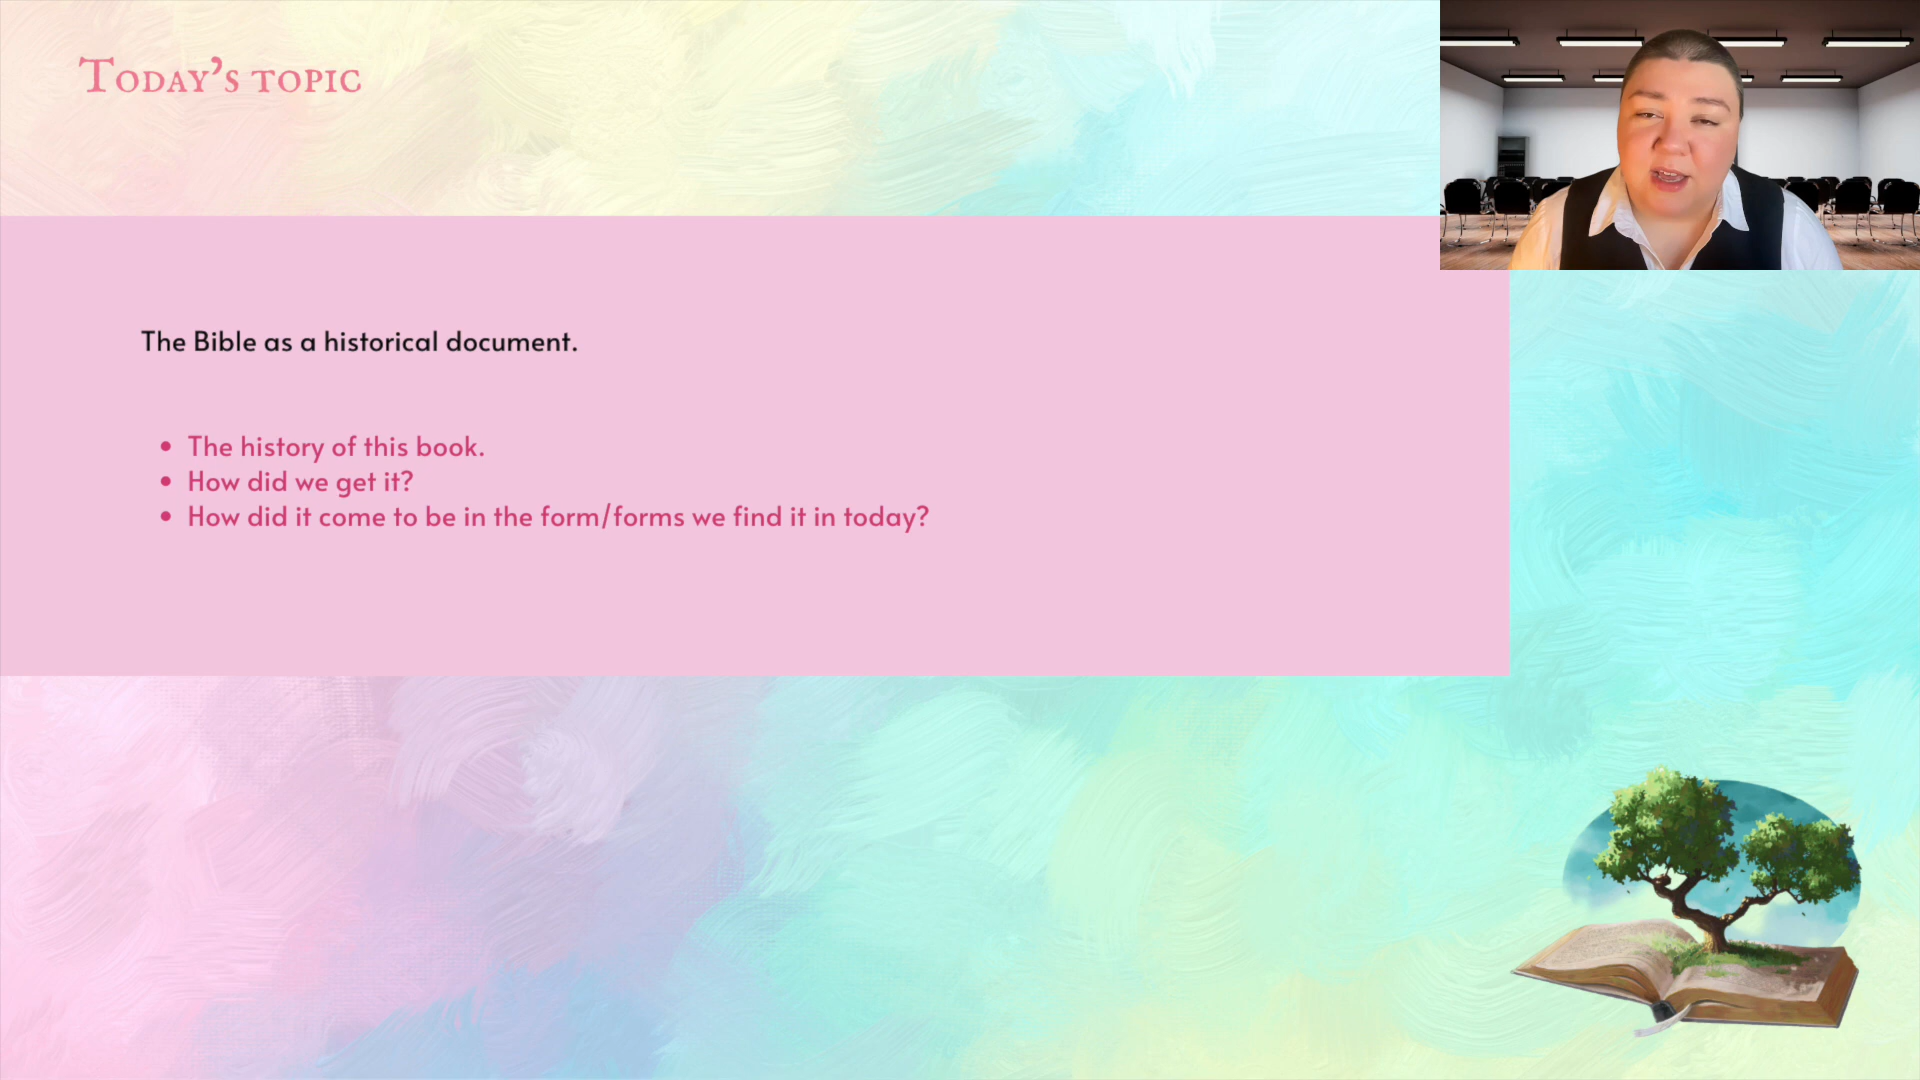 Today's topic
The Bible as a historical document.
The history of this book.
How did we get it?
How did it come to be in the form/forms we find it in today?